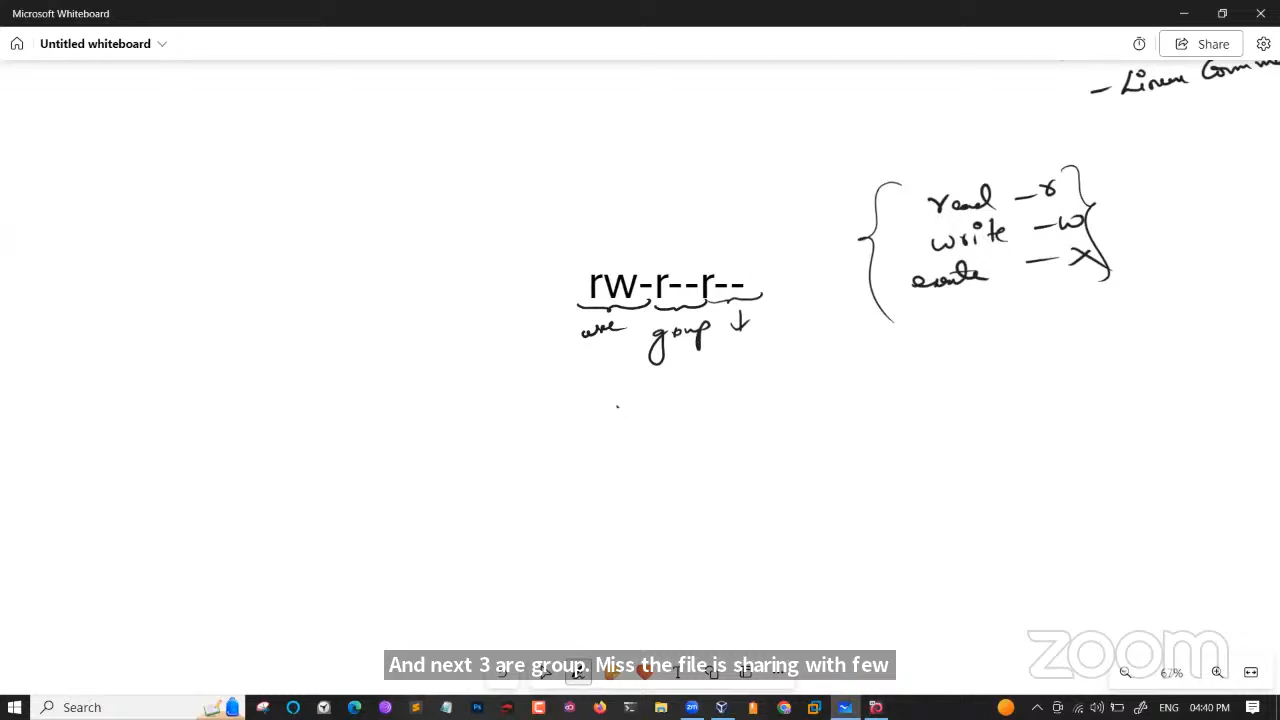 Microsoft Whiteboard
Untitled whiteboard
Share
- Linux Comm
read - r
write - w
- x
rw-r--r--
group
And next 3 are group. Miss the file is sharing with few
zoom
67%
Search
ENG
04:40 PM